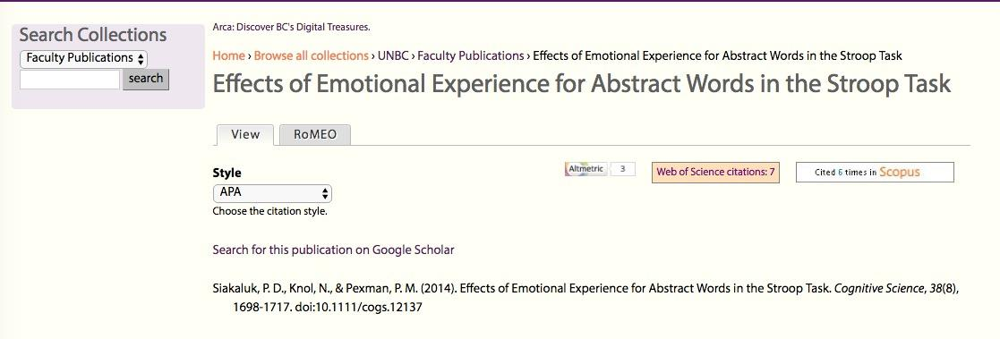 Search Collections
Faculty Publications
search
Arca: Discover BC's Digital Treasures.
Home › Browse all collections › UNBC › Faculty Publications › Effects of Emotional Experience for Abstract Words in the Stroop Task
Effects of Emotional Experience for Abstract Words in the Stroop Task
View
RoMEO
Style
APA
Choose the citation style.
Altmetric 3
Web of Science citations: 7
Cited 6 times in Scopus
Search for this publication on Google Scholar
Siakaluk, P. D., Knol, N., & Pexman, P. M. (2014). Effects of Emotional Experience for Abstract Words in the Stroop Task. Cognitive Science, 38(8),
1698-1717. doi:10.1111/cogs.12137